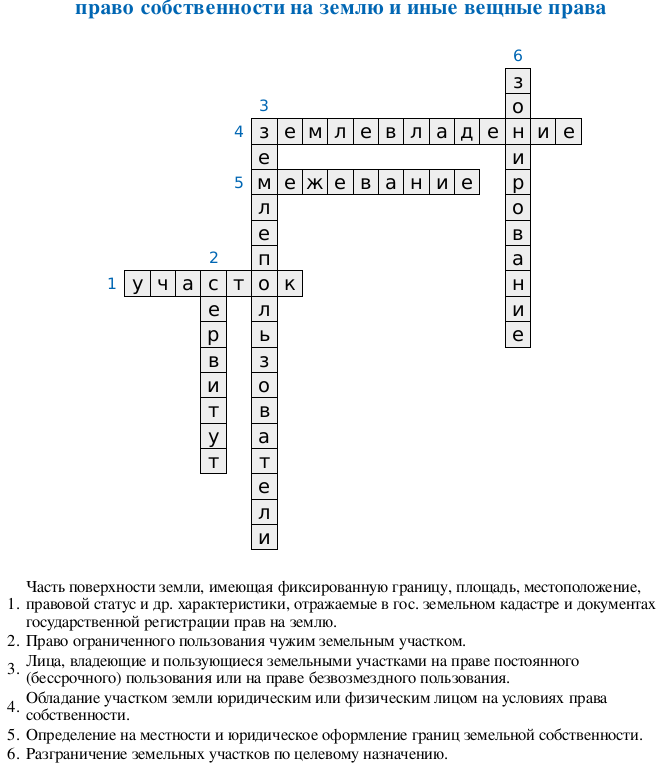 право собственности на землю и иные вещные права
6
з
о
3
4 землевладение
е и
5 межевание р
л о
е в
2 п а
1 участок н
е л и
р ь е
в з
и о
т в
у а
т т
е
л
и
Часть поверхности земли, имеющая фиксированную границу, площадь, местоположение,
1. правовой статус и др. характеристики, отражаемые в гос. земельном кадастре и документах
государственной регистрации прав на землю.
2. Право ограниченного пользования чужим земельным участком.
3. Лица, владеющие и пользующиеся земельными участками на праве постоянного
(бессрочного) пользования или на праве безвозмездного пользования.
4. Обладание участком земли юридическим или физическим лицом на условиях права
собственности.
5. Определение на местности и юридическое оформление границ земельной собственности.
6. Разграничение земельных участков по целевому назначению.